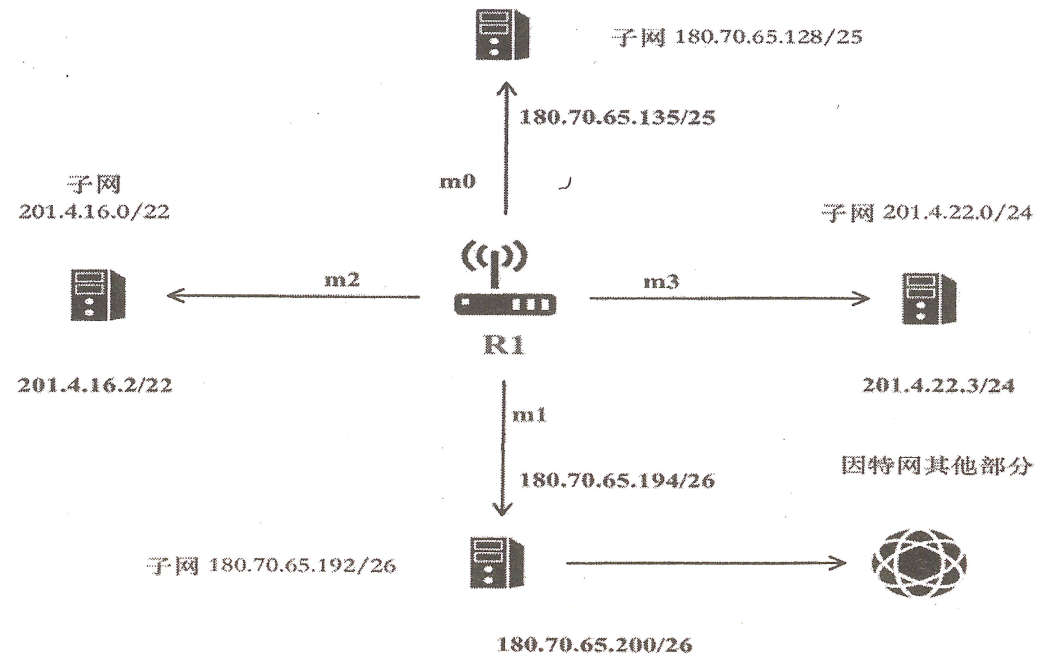 子网 180.70.65.128/25
180.70.65.135/25
m0
子网
201.4.16.0/22
子网 201.4.22.0/24
m2
m3
R1
201.4.16.2/22
201.4.22.3/24
m1
因特网其他部分
180.70.65.194/26
子网 180.70.65.192/26
180.70.65.200/26